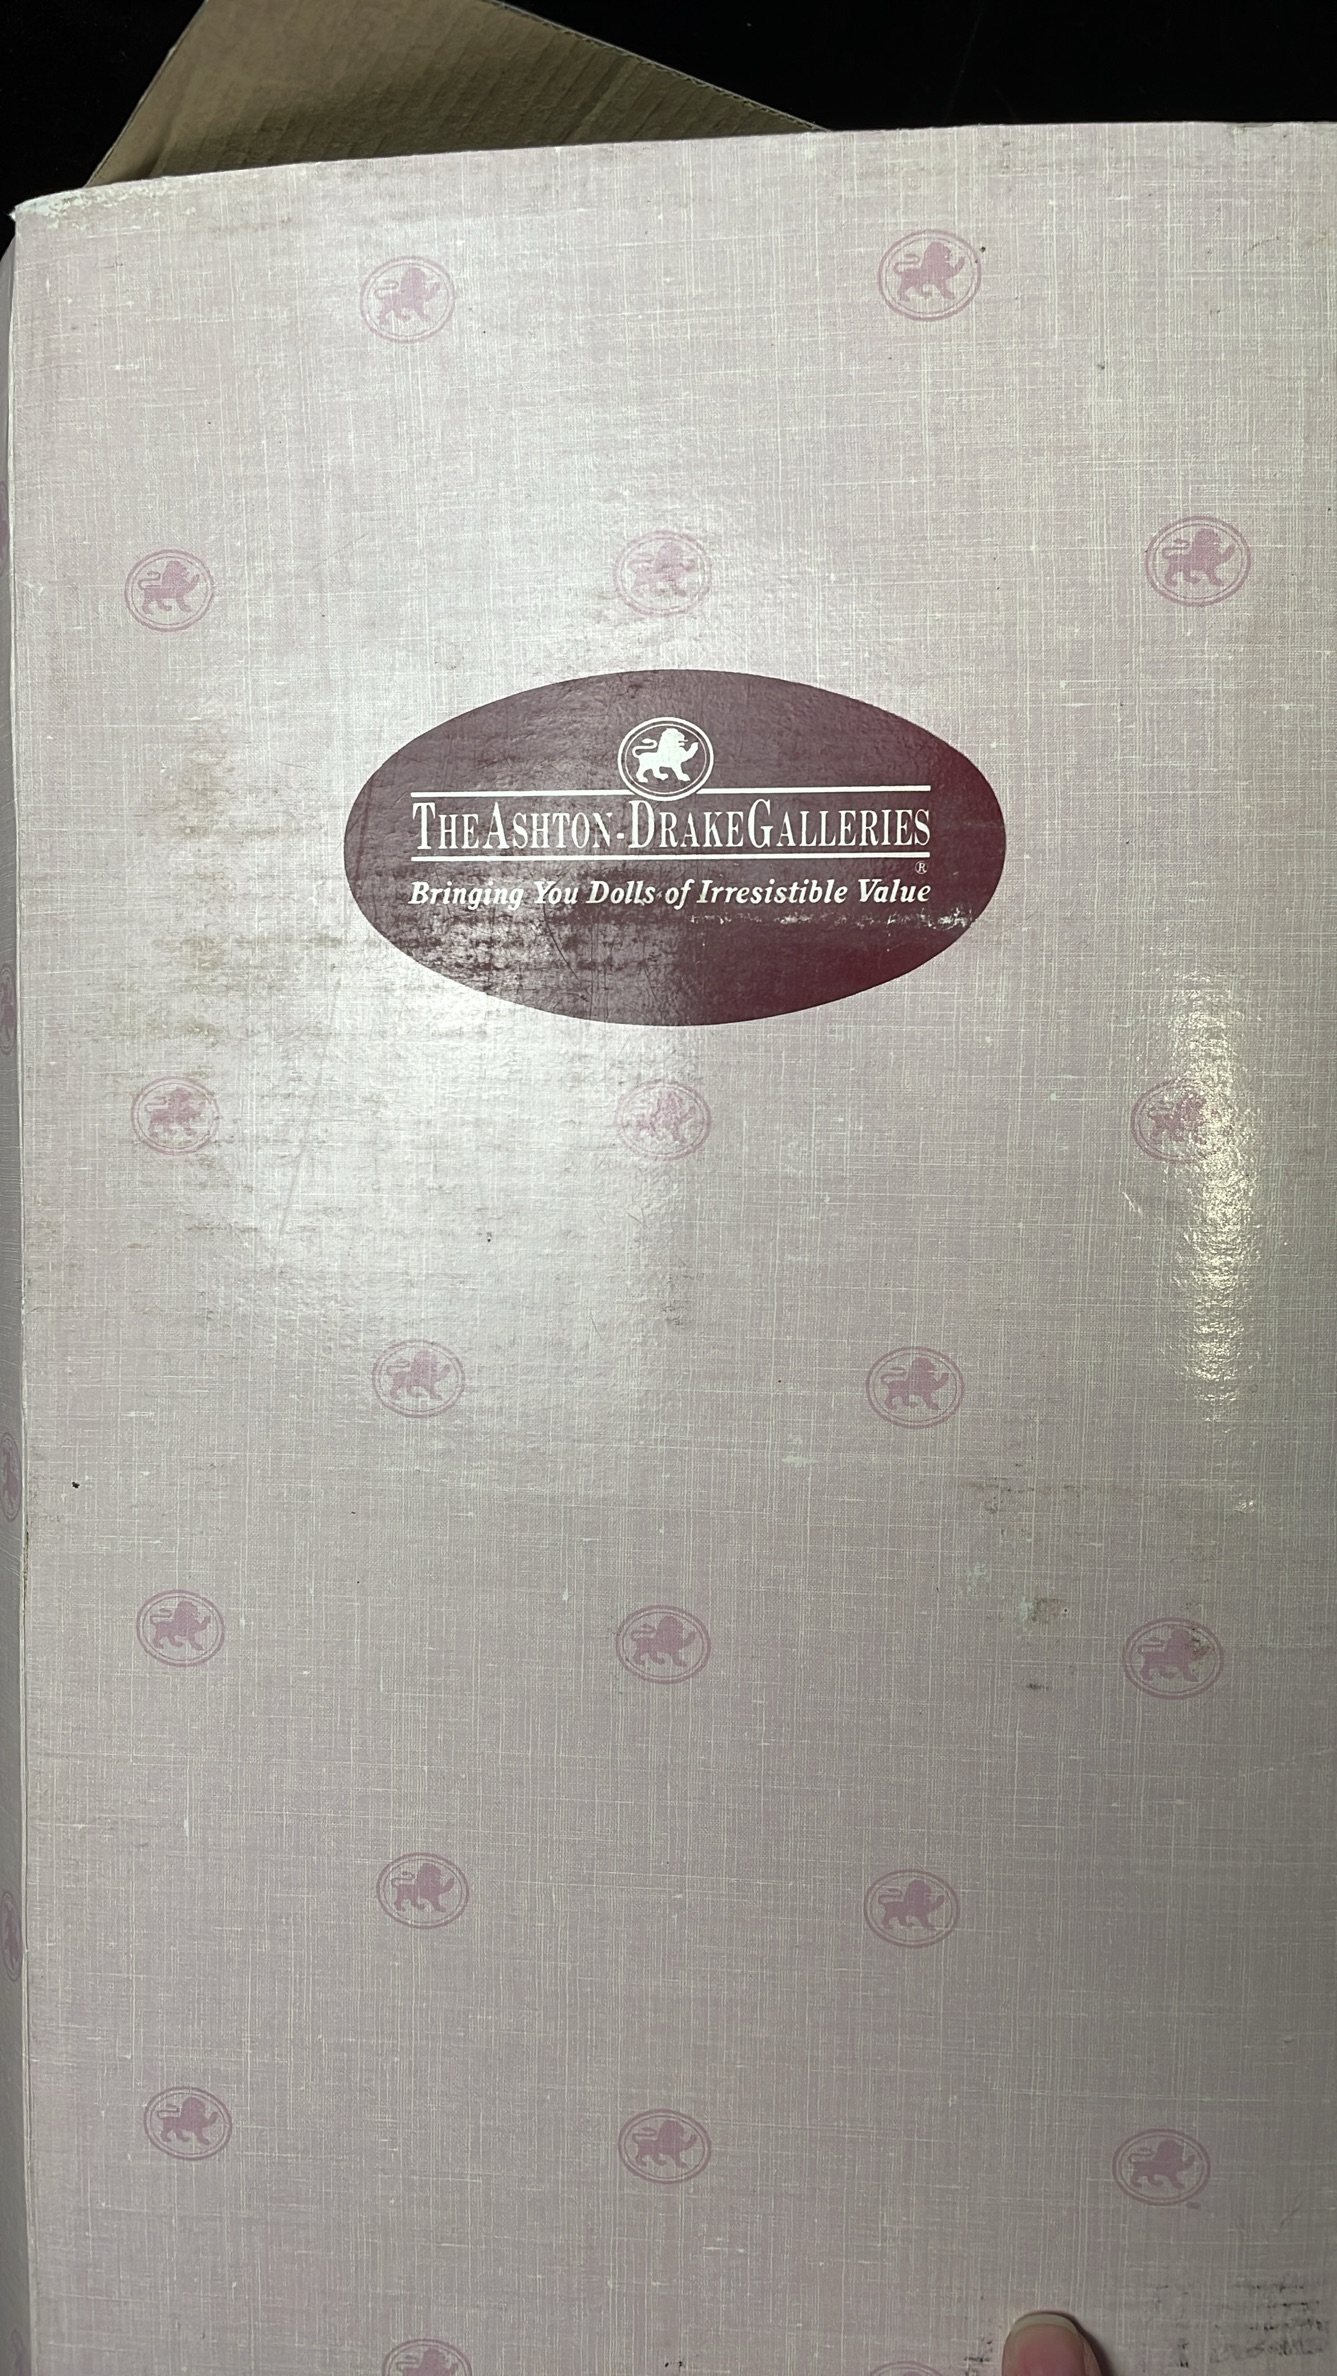 The Ashton-Drake Galleries
®
Bringing You Dolls of Irresistible Value